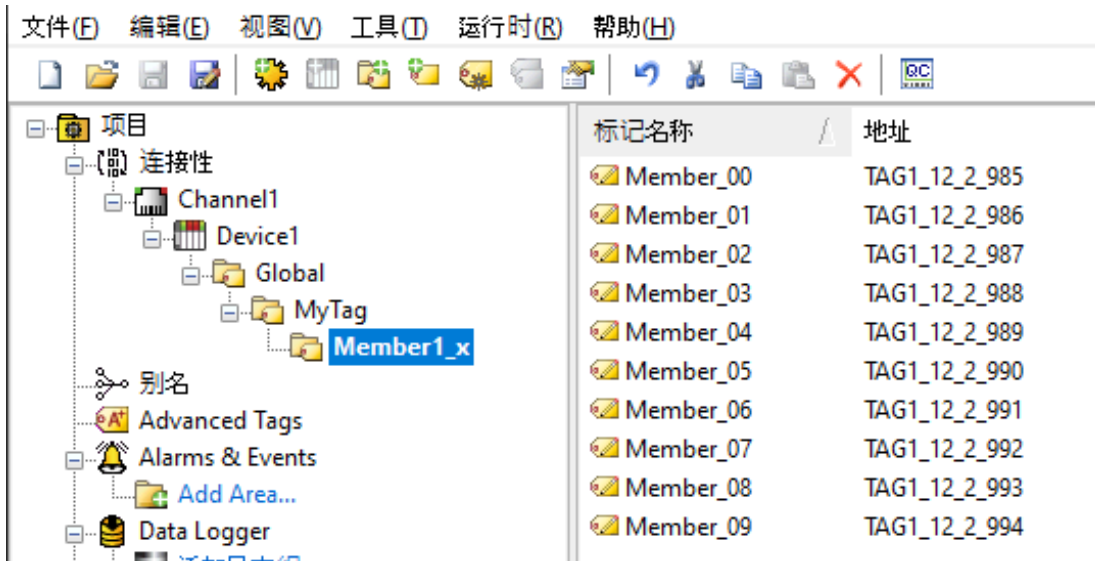 文件(F) 编辑(E) 视图(V) 工具(T) 运行时(R) 帮助(H)
QC
项目
连接性
Channel1
Device1
Global
MyTag
Member1_x
别名
Advanced Tags
Alarms & Events
Add Area...
Data Logger
标记名称 地址
Member_00 TAG1_12_2_985
Member_01 TAG1_12_2_986
Member_02 TAG1_12_2_987
Member_03 TAG1_12_2_988
Member_04 TAG1_12_2_989
Member_05 TAG1_12_2_990
Member_06 TAG1_12_2_991
Member_07 TAG1_12_2_992
Member_08 TAG1_12_2_993
Member_09 TAG1_12_2_994